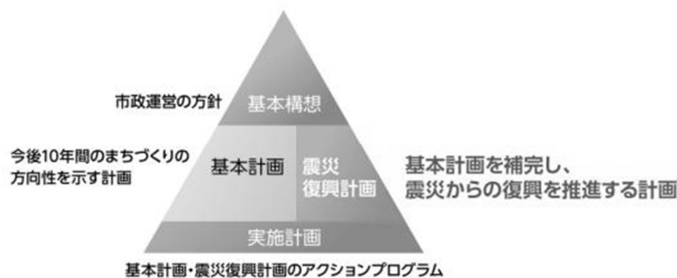 市政運営の方針
基本構想
今後10年間のまちづくりの
方向性を示す計画
基本計画
震災
復興計画
基本計画を補完し、
震災からの復興を推進する計画
実施計画
基本計画・震災復興計画のアクションプログラム